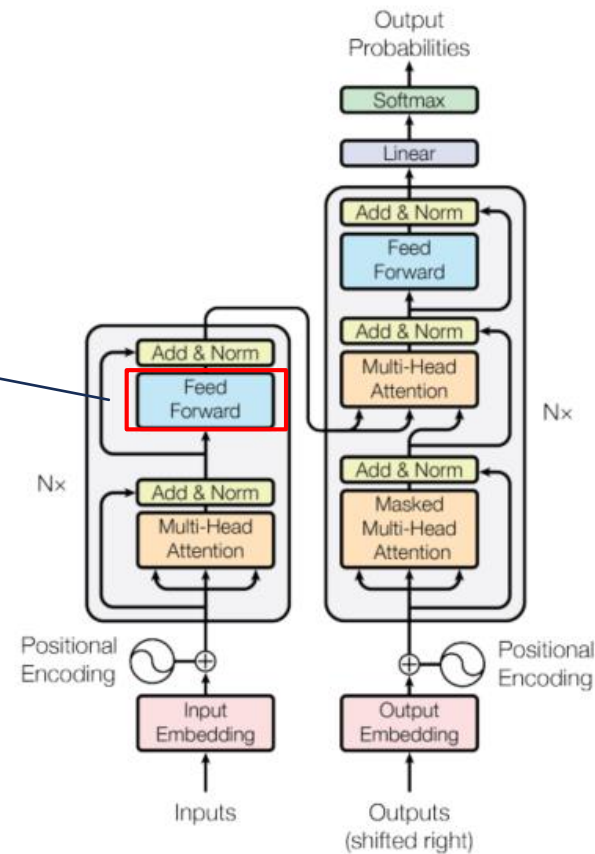 Output
Probabilities
Softmax
Linear
Add & Norm
Feed
Forward
Add & Norm
Multi-Head
Attention
Add & Norm
Masked
Multi-Head
Attention
Nx
Positional
Encoding
Output
Embedding
Outputs
(shifted right)
Add & Norm
Feed
Forward
Add & Norm
Multi-Head
Attention
Nx
Positional
Encoding
Input
Embedding
Inputs